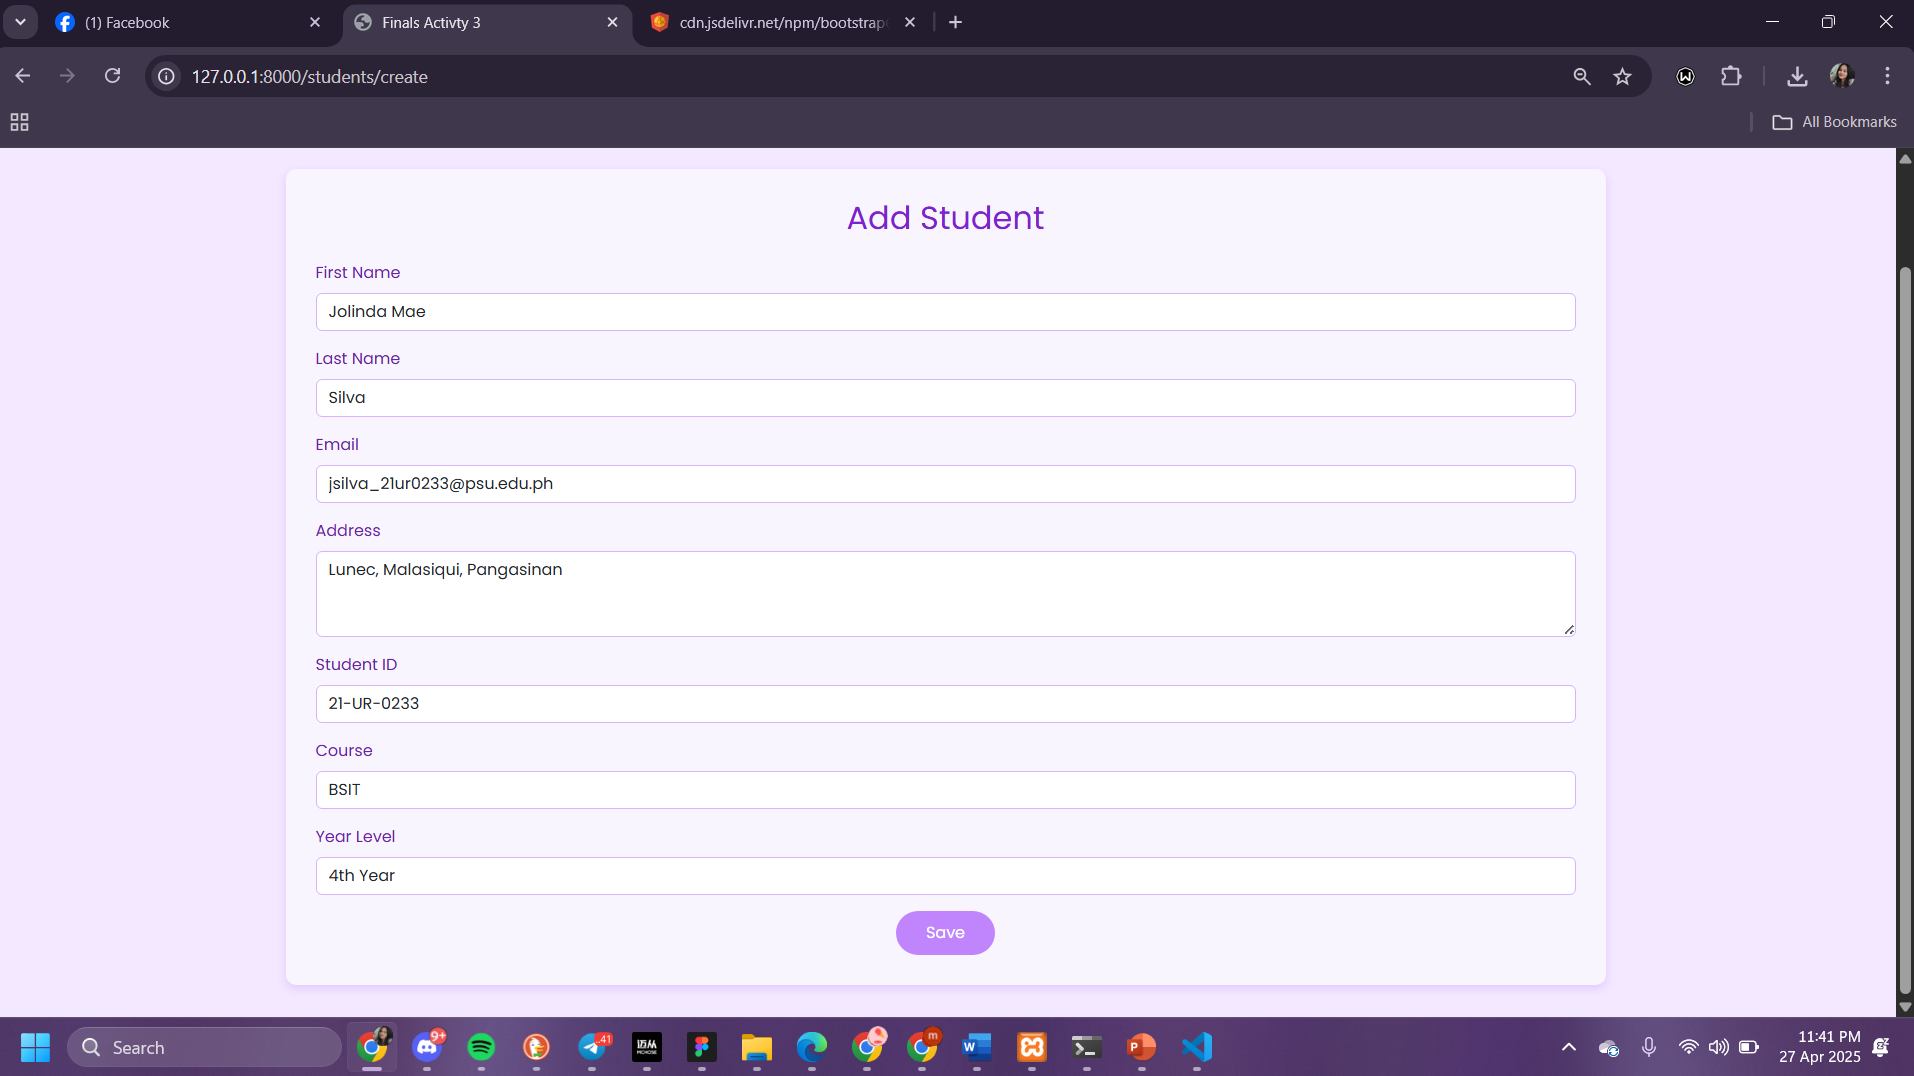 (1) Facebook
Finals Activty 3
cdn.jsdelivr.net/npm/bootstrap
127.0.0.1:8000/students/create
All Bookmarks
Add Student
First Name
Jolinda Mae
Last Name
Silva
Email
jsilva_21ur0233@psu.edu.ph
Address
Lunec, Malasiqui, Pangasinan
Student ID
21-UR-0233
Course
BSIT
Year Level
4th Year
Save
Search
9+
41
m
11:41 PM
27 Apr 2025